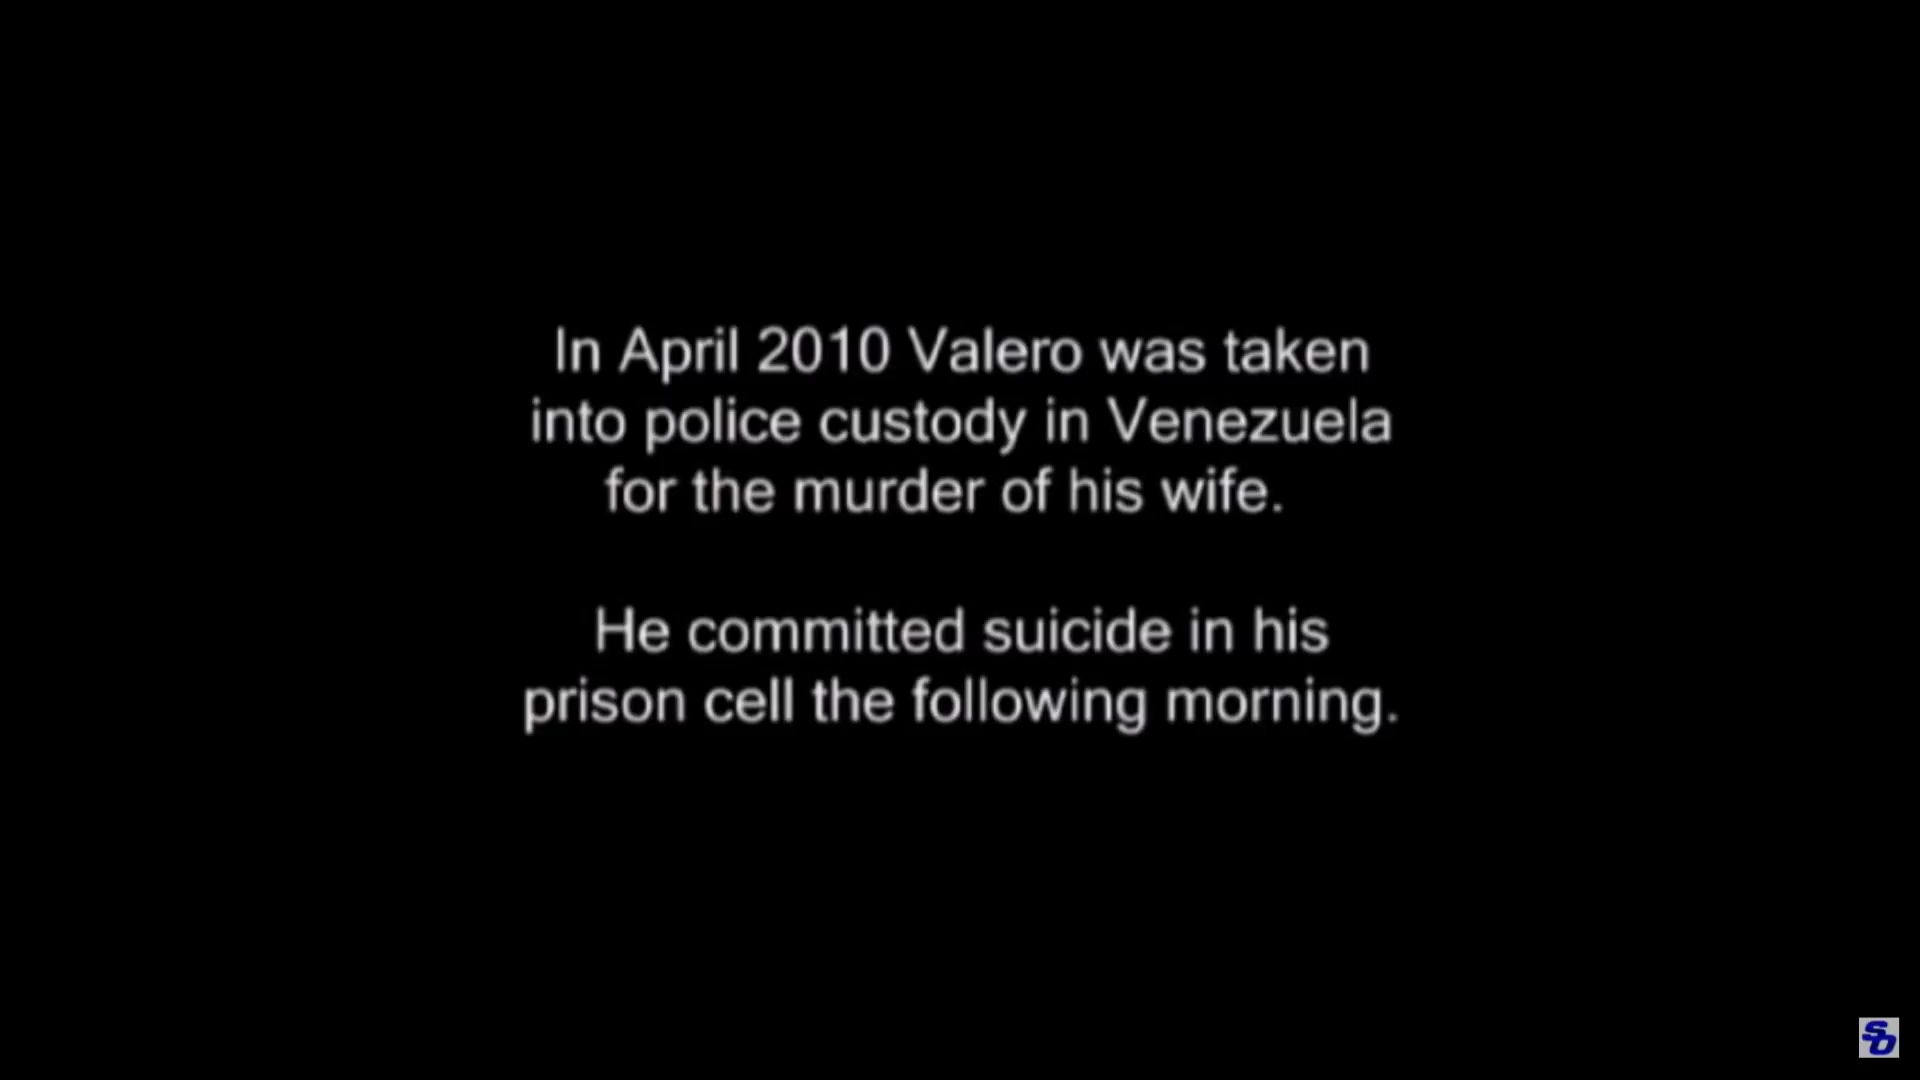 In April 2010 Valero was taken
into police custody in Venezuela
for the murder of his wife.
He committed suicide in his
prison cell the following morning.
SD